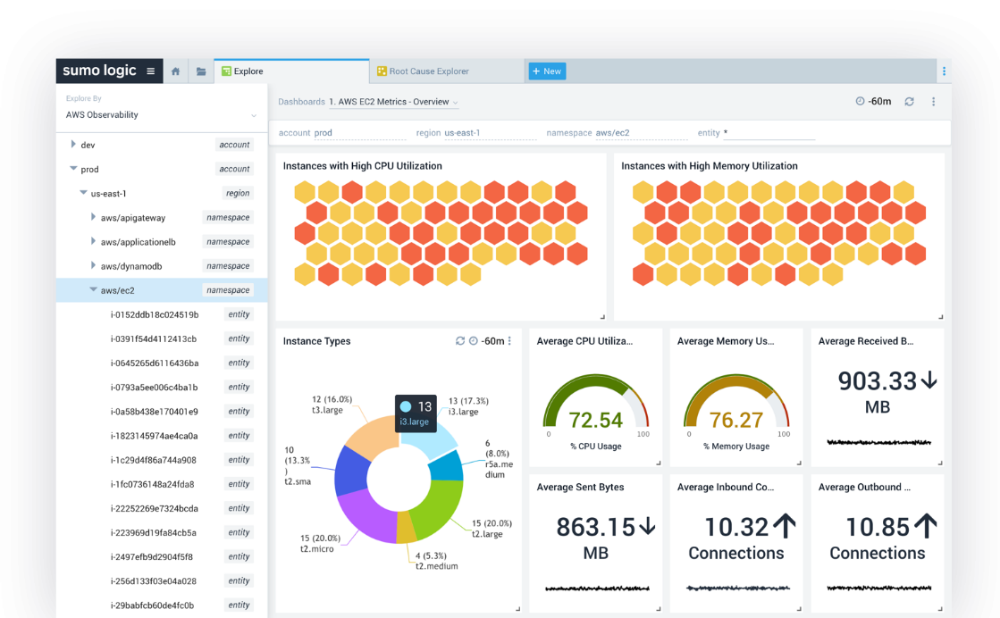 sumo logic
Explore
Root Cause Explorer
+ New
Explore By
AWS Observability
dev account
prod account
us-east-1 region
aws/apigateway namespace
aws/applicationelb namespace
aws/dynamodb namespace
aws/ec2 namespace
i-0152ddb18c024519b entity
i-0391f54d4112413cb entity
i-0645265d6116436ba entity
i-0793a5ee006c4ba1b entity
i-0a58b438e170401e9 entity
i-1823145974ae4ca0a entity
i-1c29d4f86a744a908 entity
i-1fc0736148a24fda8 entity
i-22252269e7324bcda entity
i-223969d19fa84cb5a entity
i-2497efb9d2904f5f8 entity
i-256d133f03e04a028 entity
i-29babfcb60de4fc0b entity
Dashboards 1. AWS EC2 Metrics - Overview
-60m
account prod region us-east-1 namespace aws/ec2 entity *
Instances with High CPU Utilization
Instances with High Memory Utilization
Instance Types
-60m
12 (16.0%)
t3.large
13
i3.large
13 (17.3%)
i3.large
6
(8.0%)
r5a.me
dium
10
(13.3%
)
t2.sma
15 (20.0%)
t2.large
15 (20.0%)
t2.micro
4 (5.3%)
t2.medium
Average CPU Utiliza...
72.54
0 100
% CPU Usage
Average Memory Us...
76.27
0 100
% Memory Usage
Average Received B...
903.33
MB
Average Sent Bytes
863.15
MB
Average Inbound Co...
10.32
Connections
Average Outbound ...
10.85
Connections